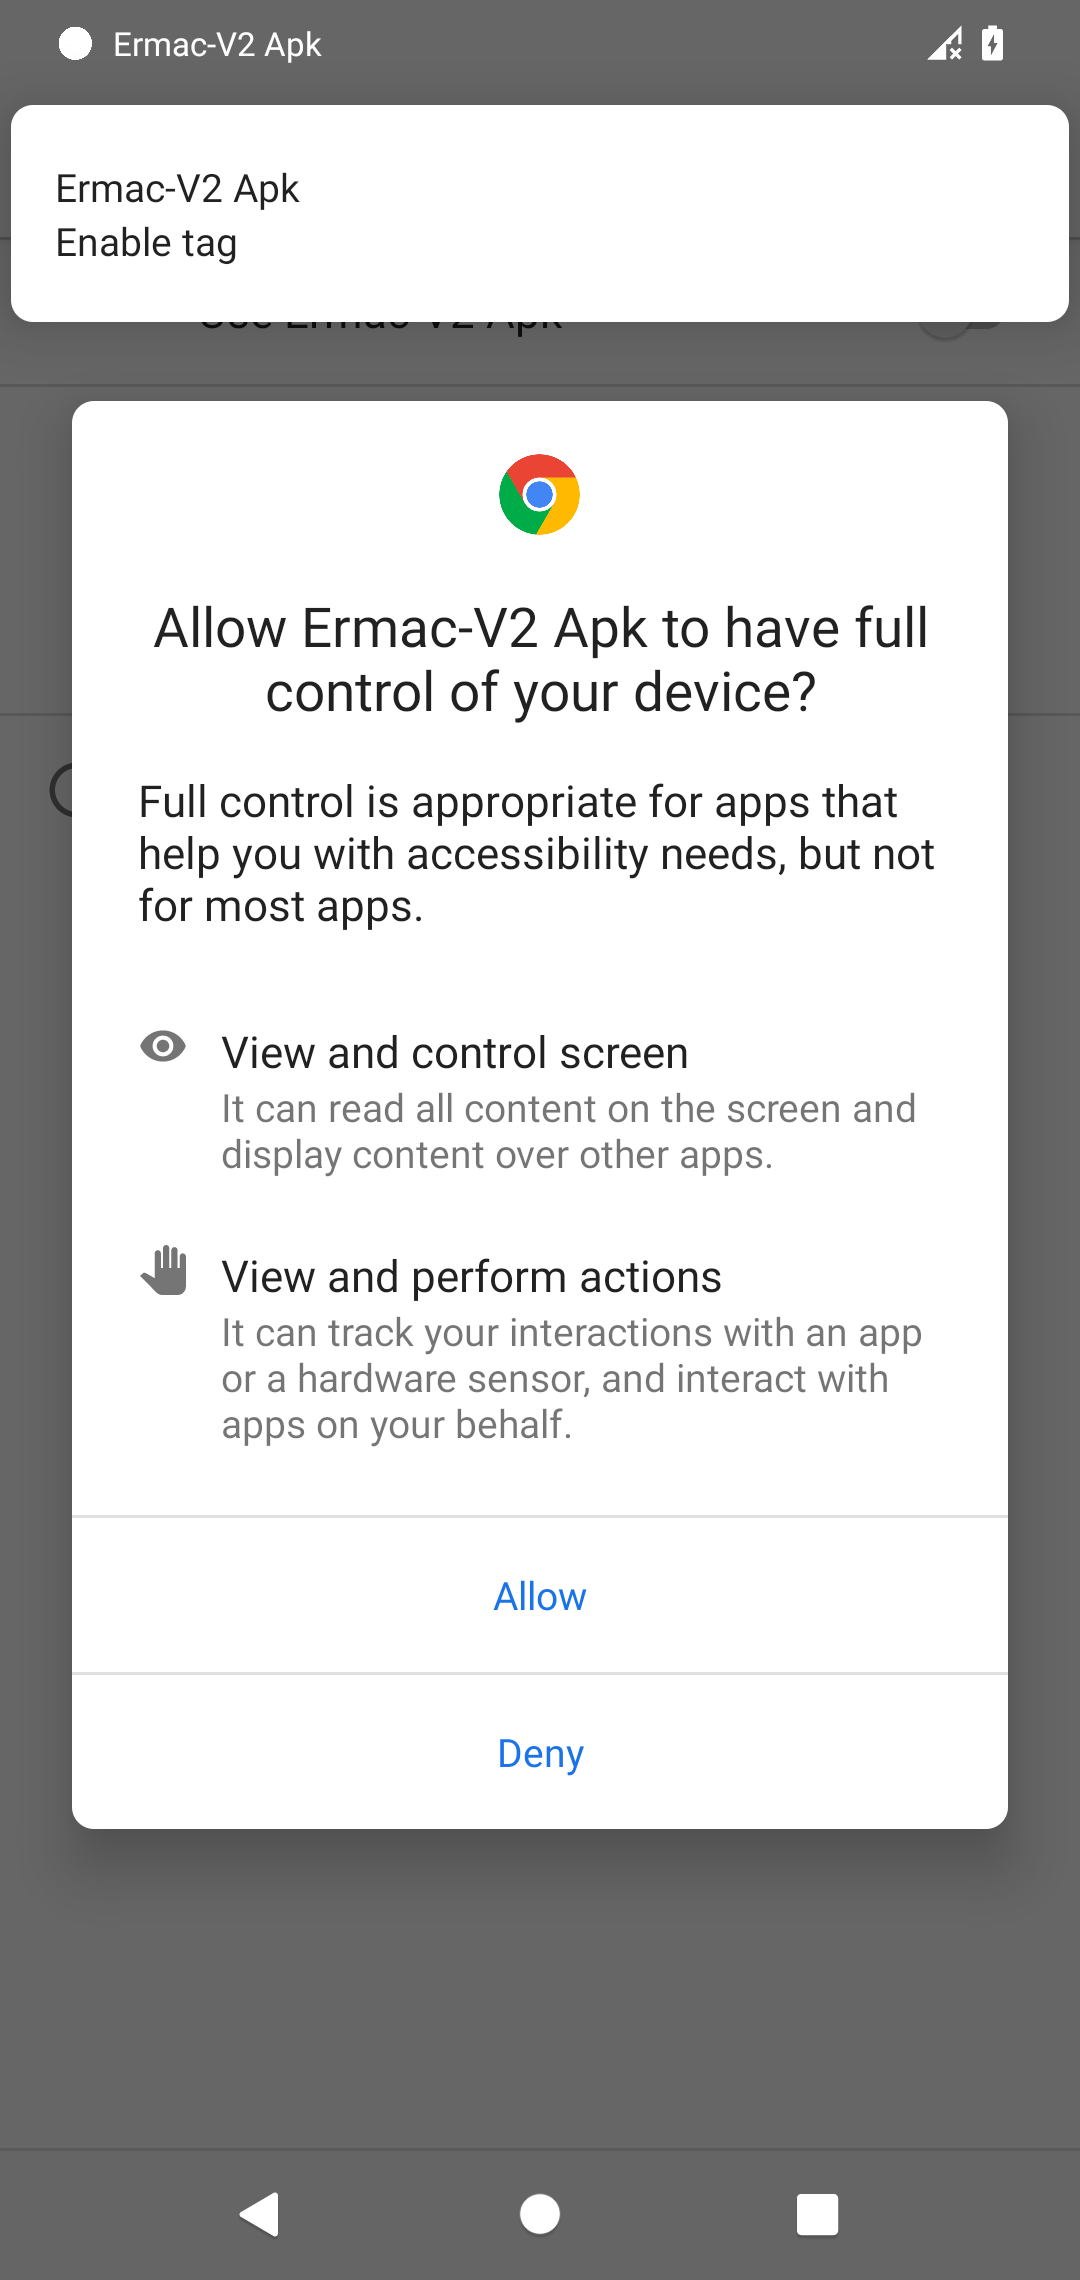 Ermac-V2 Apk
Ermac-V2 Apk
Enable tag
Use Ermac-V2 Apk
Allow Ermac-V2 Apk to have full
control of your device?
Full control is appropriate for apps that
help you with accessibility needs, but not
for most apps.
View and control screen
It can read all content on the screen and
display content over other apps.
View and perform actions
It can track your interactions with an app
or a hardware sensor, and interact with
apps on your behalf.
Allow
Deny